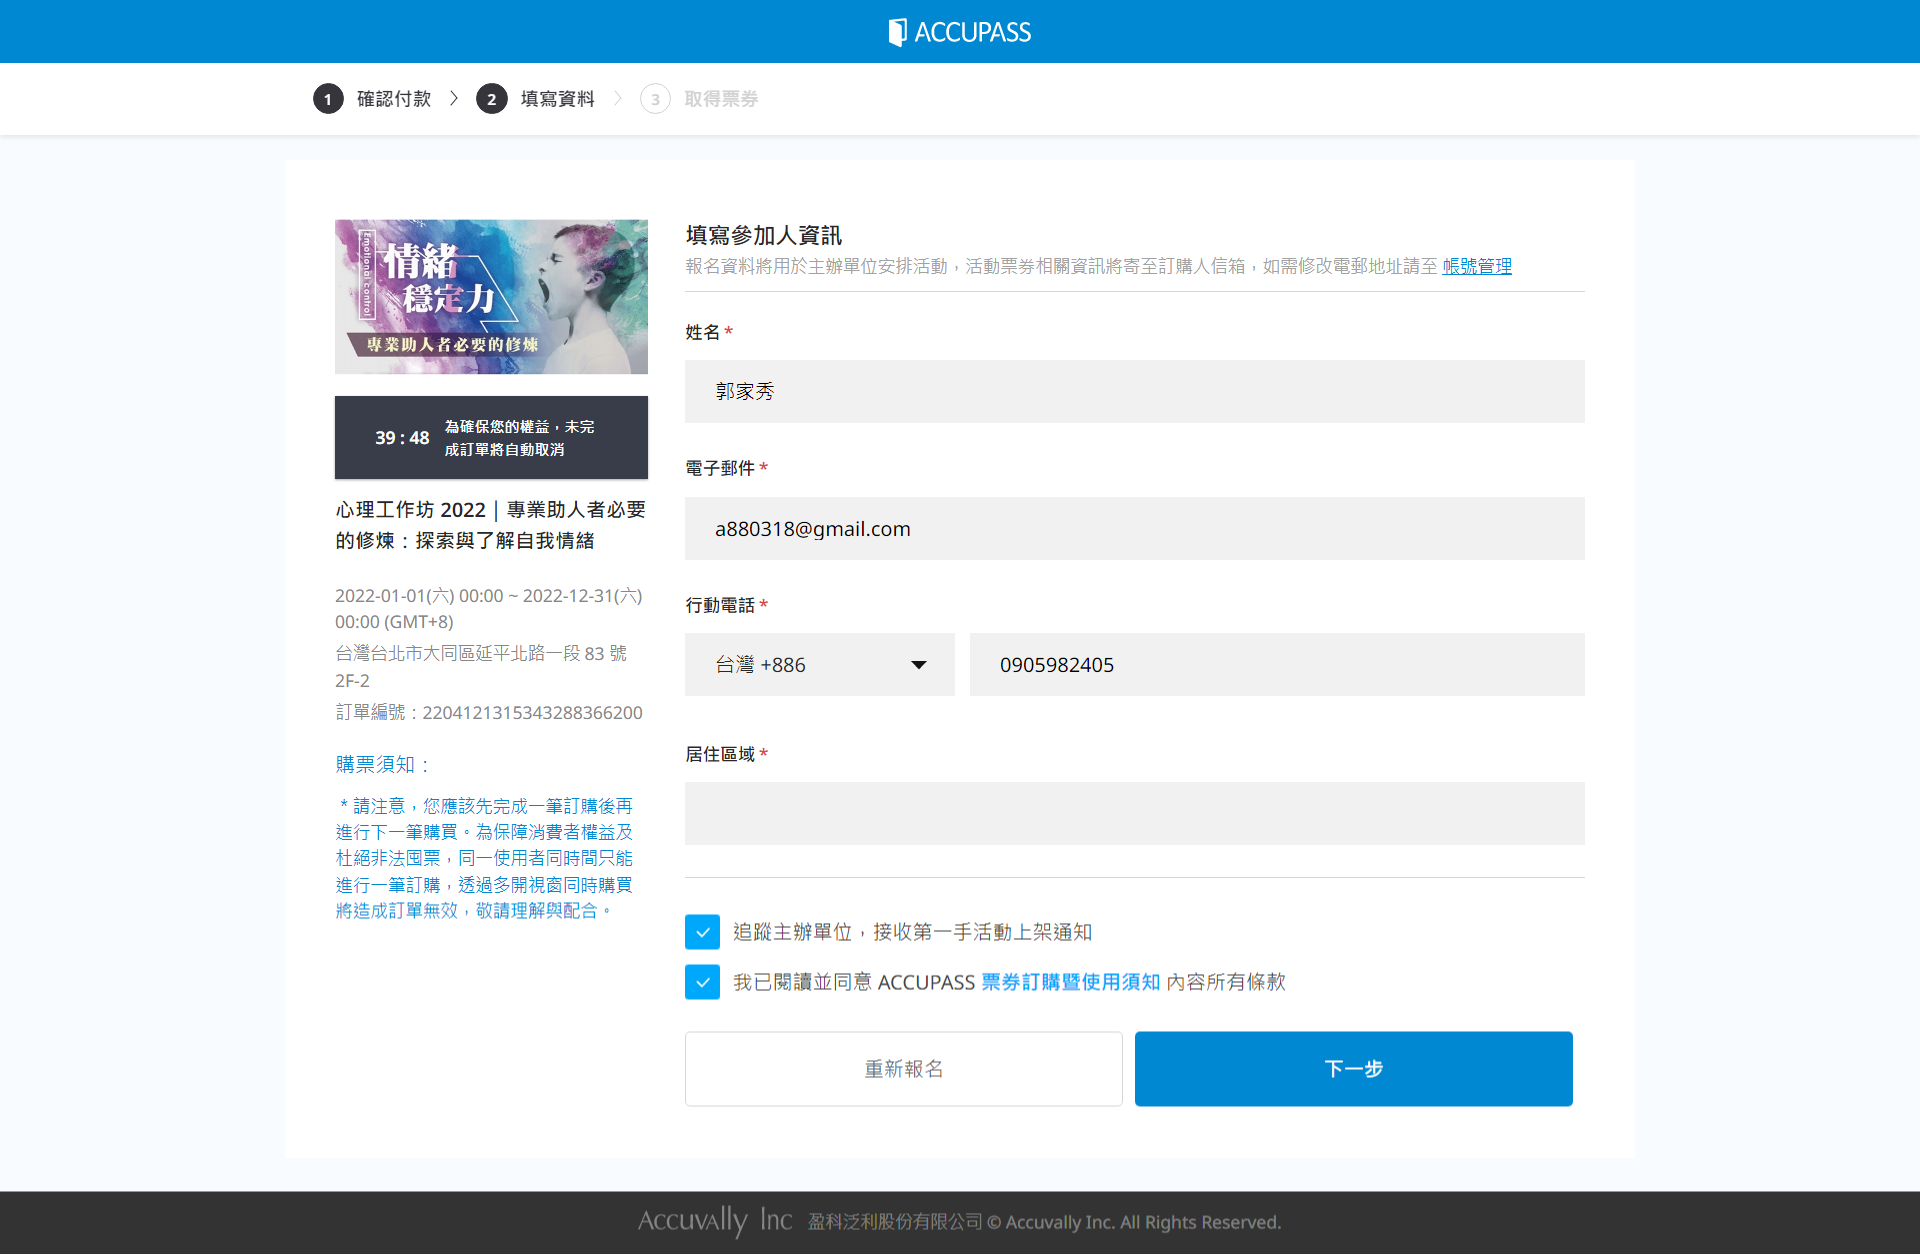 ACCUPASS
1 確認付款 > 2 填寫資料 > 3 取得票券
Emotional control
情緒
穩定力
專業助人者必要的修煉
39 : 48
為確保您的權益，未完
成訂單將自動取消
心理工作坊 2022｜專業助人者必要
的修煉：探索與了解自我情緒
2022-01-01(六) 00:00 ~ 2022-12-31(六)
00:00 (GMT+8)
台灣台北市大同區延平北路一段 83 號
2F-2
訂單編號：2204121315343288366200
購票須知：
* 請注意，您應該先完成一筆訂購後再
進行下一筆購買。為保障消費者權益及
杜絕非法囤票，同一使用者同時間只能
進行一筆訂購，透過多開視窗同時購買
將造成訂單無效，敬請理解與配合。
填寫參加人資訊
報名資料將用於主辦單位安排活動，活動票券相關資訊將寄至訂購人信箱，如需修改電郵地址請至 帳號管理
姓名*
郭家秀
電子郵件*
a880318@gmail.com
行動電話*
台灣 +886
0905982405
居住區域*
追蹤主辦單位，接收第一手活動上架通知
我已閱讀並同意 ACCUPASS 票券訂購暨使用須知 內容所有條款
重新報名
下一步
Accuvally Inc 盈科泛利股份有限公司 © Accuvally Inc. All Rights Reserved.